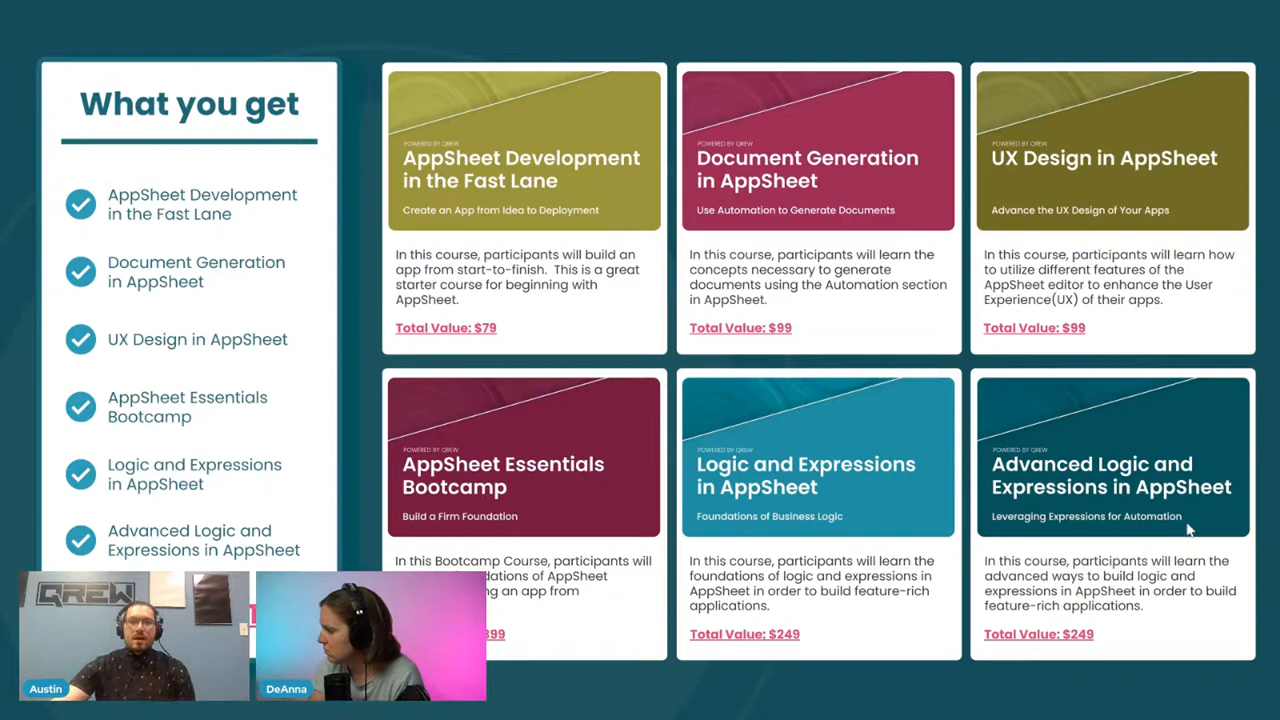 What you get
AppSheet Development
in the Fast Lane
Document Generation
in AppSheet
UX Design in AppSheet
AppSheet Essentials
Bootcamp
Logic and Expressions
in AppSheet
Advanced Logic and
Expressions in AppSheet
POWERED BY QREW
AppSheet Development
in the Fast Lane
Create an App from Idea to Deployment
In this course, participants will build an
app from start-to-finish. This is a great
starter course for beginning with
AppSheet.
Total Value: $79
POWERED BY QREW
Document Generation
in AppSheet
Use Automation to Generate Documents
In this course, participants will learn the
concepts necessary to generate
documents using the Automation section
in AppSheet.
Total Value: $99
POWERED BY QREW
UX Design in AppSheet
Advance the UX Design of Your Apps
In this course, participants will learn how
to utilize different features of the
AppSheet editor to enhance the User
Experience(UX) of their apps.
Total Value: $99
POWERED BY QREW
AppSheet Essentials
Bootcamp
Build a Firm Foundation
In this Bootcamp Course, participants will
of AppSheet
an app from
POWERED BY QREW
Logic and Expressions
in AppSheet
Foundations of Business Logic
In this course, participants will learn the
foundations of logic and expressions in
AppSheet in order to build feature-rich
applications.
Total Value: $249
POWERED BY QREW
Advanced Logic and
Expressions in AppSheet
Leveraging Expressions for Automation
In this course, participants will learn the
advanced ways to build logic and
expressions in AppSheet in order to build
feature-rich applications.
Total Value: $249
QREW
Austin
DeAnna